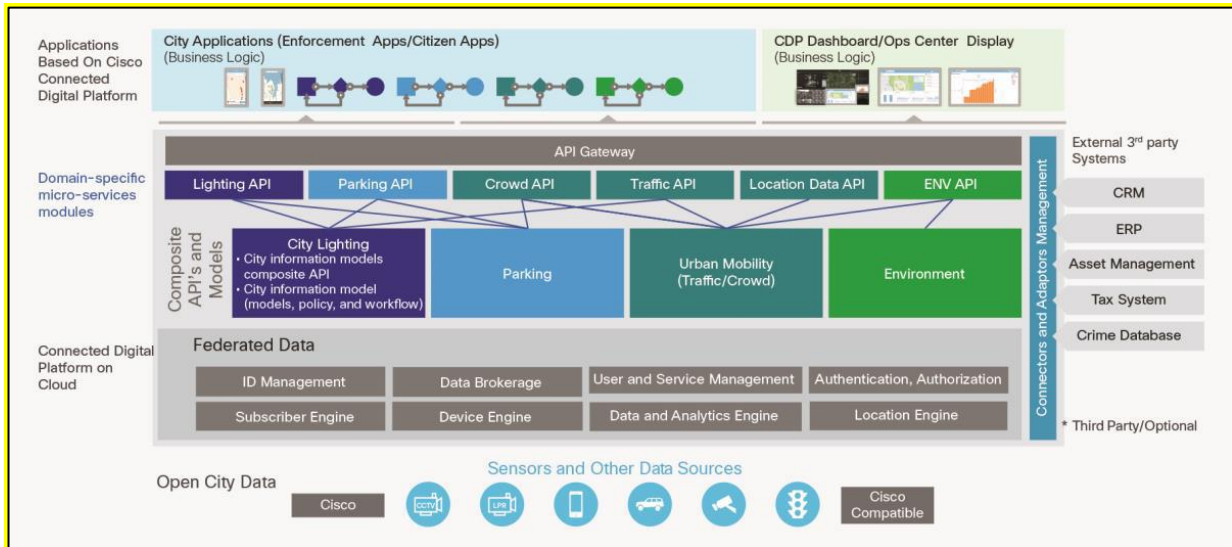 Applications
Based On Cisco
Connected
Digital Platform
City Applications (Enforcement Apps/Citizen Apps)
(Business Logic)
CDP Dashboard/Ops Center Display
(Business Logic)
API Gateway
Domain-specific
micro-services
modules
Lighting API
Parking API
Crowd API
Traffic API
Location Data API
ENV API
Composite
API's and
Models
City Lighting
• City information models
composite API
• City information model
(models, policy, and workflow)
Parking
Urban Mobility
(Traffic/Crowd)
Environment
Connectors and Adaptors Management
External 3rd party
Systems
CRM
ERP
Asset Management
Tax System
Crime Database
* Third Party/Optional
Connected Digital
Platform on
Cloud
Federated Data
ID Management
Data Brokerage
User and Service Management
Authentication, Authorization
Subscriber Engine
Device Engine
Data and Analytics Engine
Location Engine
Sensors and Other Data Sources
Open City Data
Cisco
CCTV
LPR
Cisco
Compatible